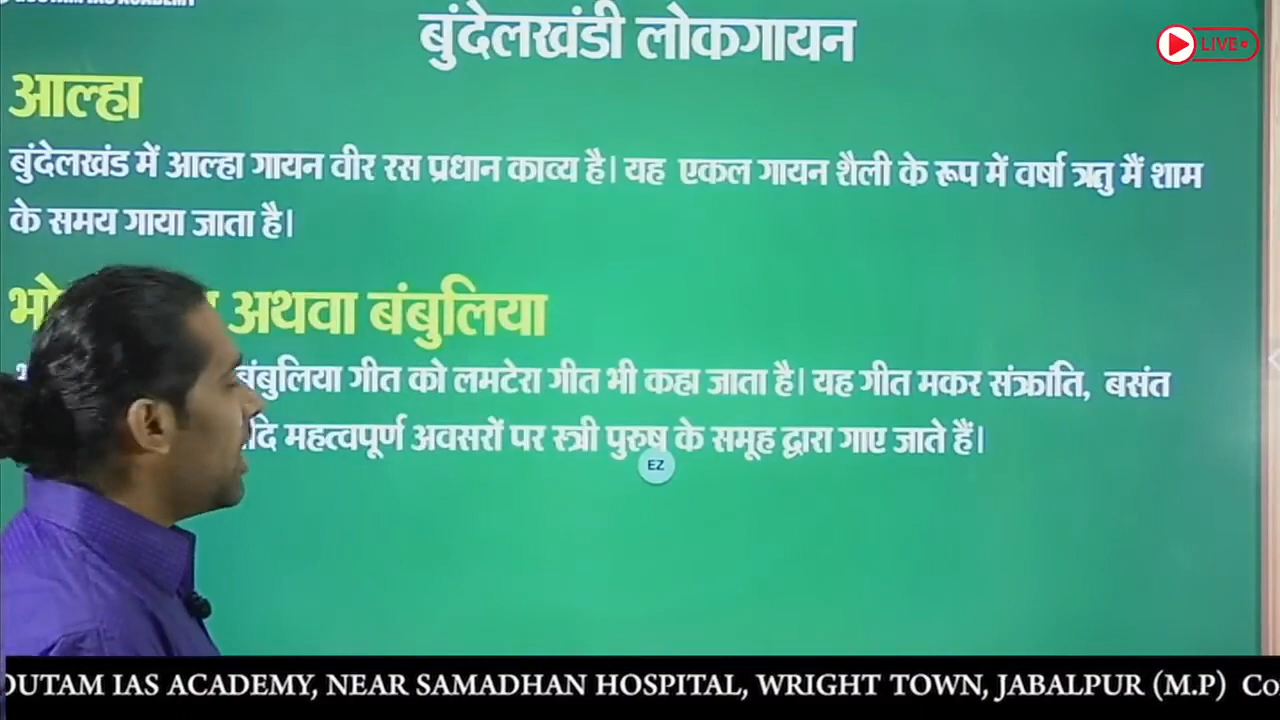 बुंदेलखंडी लोकगायन
LIVE
आल्हा
बुंदेलखंड में आल्हा गायन वीर रस प्रधान काव्य है। यह एकल गायन शैली के रूप में वर्षा ऋतु मैं शाम
के समय गाया जाता है।
अथवा बंबुलिया
बंबुलिया गीत को लमटेरा गीत भी कहा जाता है। यह गीत मकर संक्रांति, बसंत
महत्वपूर्ण अवसरों पर स्त्री पुरुष के समूह द्वारा गाए जाते हैं।
EZ
OUTAM IAS ACADEMY, NEAR SAMADHAN HOSPITAL, WRIGHT TOWN, JABALPUR (M.P) Co